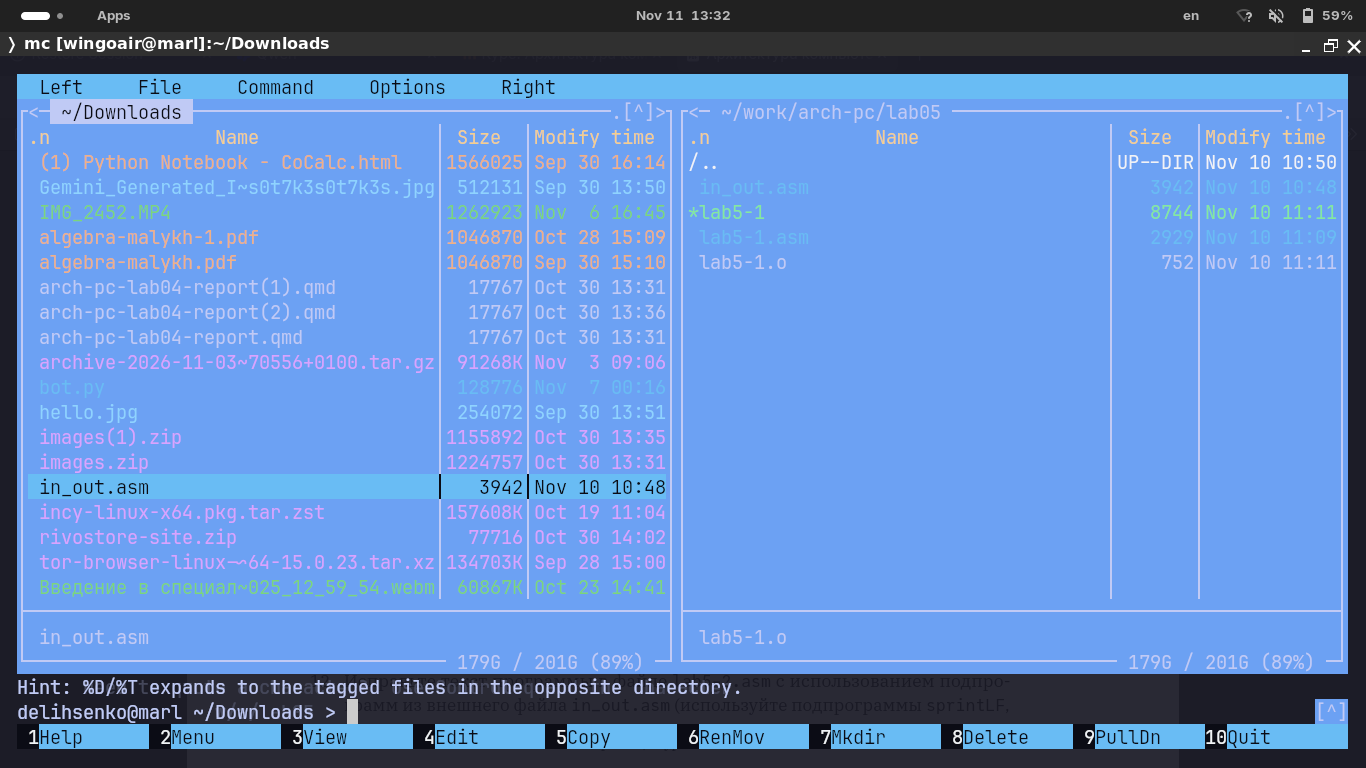 Apps Nov 11 13:32 en 59%
❭ mc [wingoair@marl]:~/Downloads
Left File Command Options Right
<─ ~/Downloads .[^]>
.n Name Size Modify time
(1) Python Notebook - CoCalc.html 1566025 Sep 30 16:14
Gemini_Generated_I~s0t7k3s0t7k3s.jpg 512131 Sep 30 13:50
IMG_2452.MP4 1262923 Nov 6 16:45
algebra-malykh-1.pdf 1046870 Oct 28 15:09
algebra-malykh.pdf 1046870 Sep 30 15:10
arch-pc-lab04-report(1).qmd 17767 Oct 30 13:31
arch-pc-lab04-report(2).qmd 17767 Oct 30 13:36
arch-pc-lab04-report.qmd 17767 Oct 30 13:31
archive-2026-11-03~70556+0100.tar.gz 91268K Nov 3 09:06
bot.py 128776 Nov 7 00:16
hello.jpg 254072 Sep 30 13:51
images(1).zip 1155892 Oct 30 13:35
images.zip 1224757 Oct 30 13:31
in_out.asm 3942 Nov 10 10:48
incy-linux-x64.pkg.tar.zst 157608K Oct 19 11:04
rivostore-site.zip 77716 Oct 30 14:02
tor-browser-linux-~64-15.0.23.tar.xz 134703K Sep 28 15:00
Введение в специал~025_12_59_54.webm 60867K Oct 23 14:41
in_out.asm
179G / 201G (89%)
<─ ~/work/arch-pc/lab05 .[^]>
.n Name Size Modify time
/.. UP--DIR Nov 10 10:50
in_out.asm 3942 Nov 10 10:48
*lab5-1 8744 Nov 10 11:11
lab5-1.asm 2929 Nov 10 11:09
lab5-1.o 752 Nov 10 11:11
lab5-1.o
179G / 201G (89%)
Hint: %D/%T expands to the tagged files in the opposite directory.
.asm с использованием подпро-
delihsenko@marl ~/Downloads > [^]
грамм из внешнего файла in_out.asm (используйте подпрограммы sprintLF,
1Help 2Menu 3View 4Edit 5Copy 6RenMov 7Mkdir 8Delete 9PullDn 10Quit